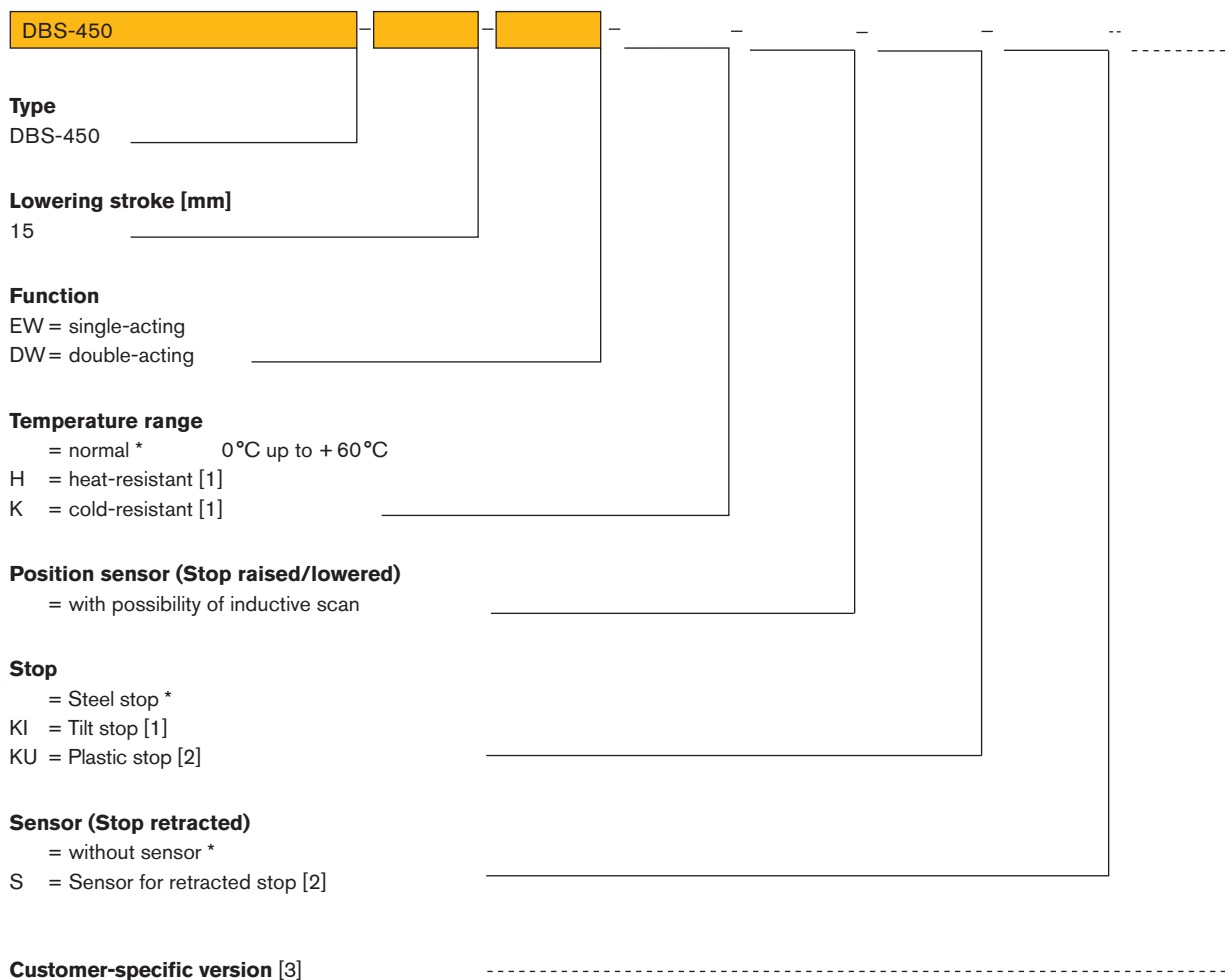 DBS-450 – – – – – – --
Type
DBS-450
Lowering stroke [mm]
15
Function
EW = single-acting
DW = double-acting
Temperature range
= normal * 0°C up to +60°C
H = heat-resistant [1]
K = cold-resistant [1]
Position sensor (Stop raised/lowered)
= with possibility of inductive scan
Stop
= Steel stop *
KI = Tilt stop [1]
KU = Plastic stop [2]
Sensor (Stop retracted)
= without sensor *
S = Sensor for retracted stop [2]
Customer-specific version [3]